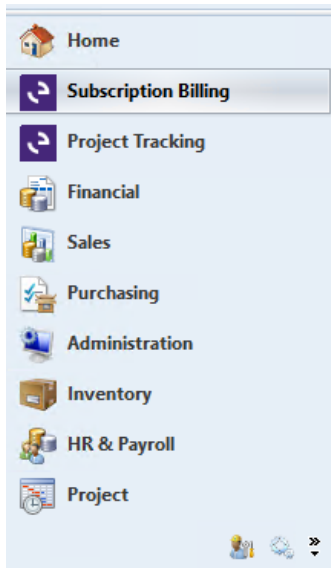 Home
Subscription Billing
Project Tracking
Financial
Sales
Purchasing
Administration
Inventory
HR & Payroll
Project